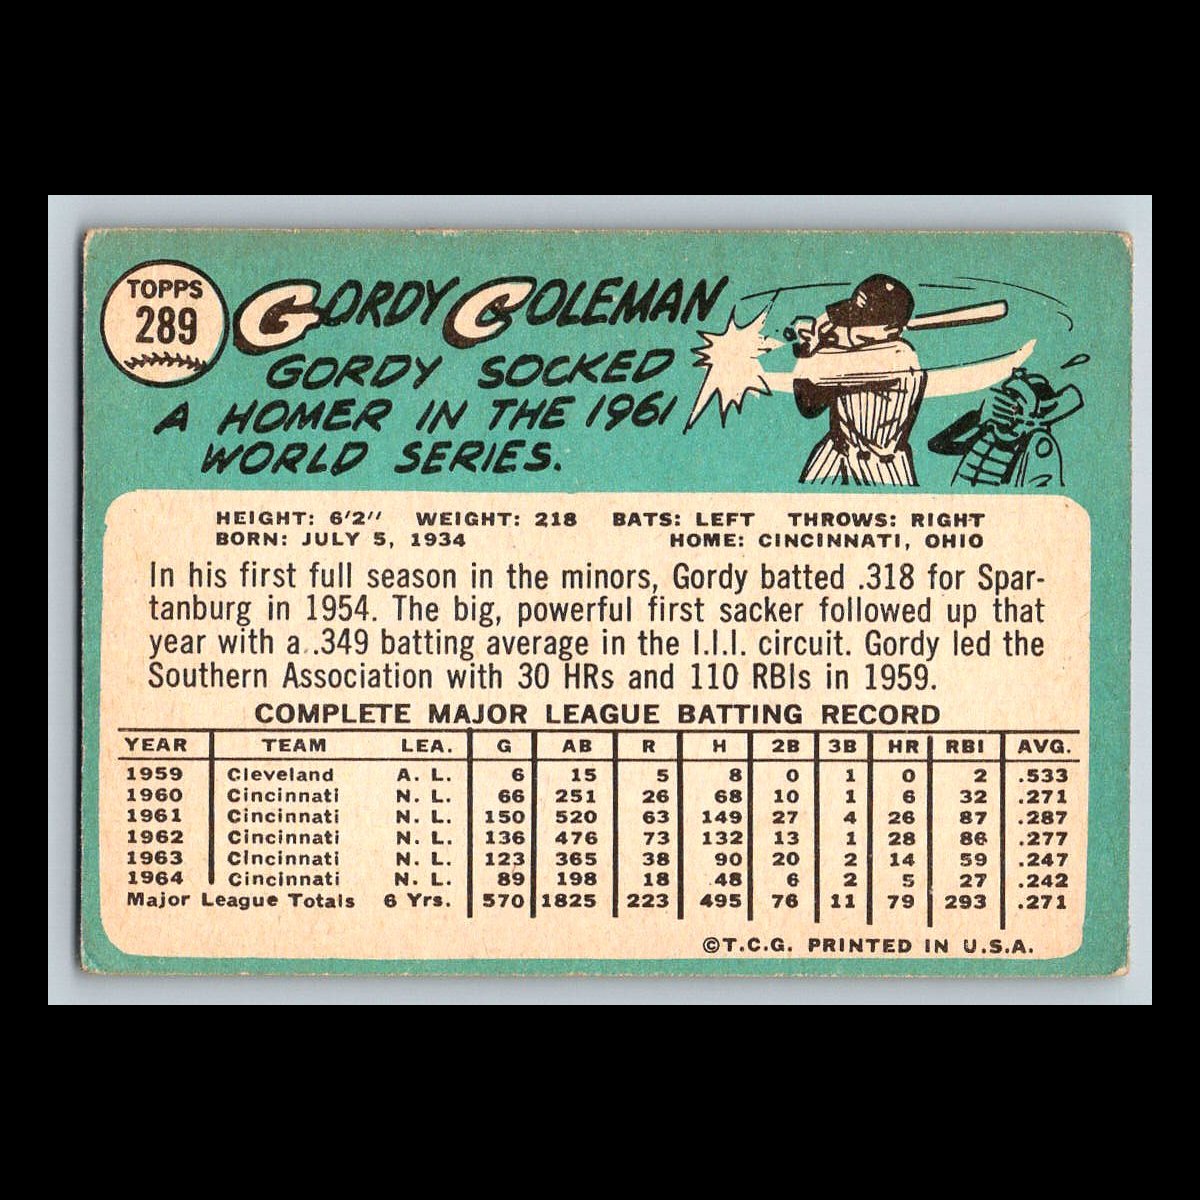 TOPPS
289
GORDY COLEMAN
GORDY SOCKED
A HOMER IN THE 1961
WORLD SERIES.
HEIGHT: 6'2" WEIGHT: 218 BATS: LEFT THROWS: RIGHT
BORN: JULY 5, 1934 HOME: CINCINNATI, OHIO
In his first full season in the minors, Gordy batted .318 for Spar-
tanburg in 1954. The big, powerful first sacker followed up that
year with a .349 batting average in the I.I.I. circuit. Gordy led the
Southern Association with 30 HRs and 110 RBIs in 1959.
COMPLETE MAJOR LEAGUE BATTING RECORD
YEAR TEAM LEA. G AB R H 2B 3B HR RBI AVG.
1959 Cleveland A. L. 6 15 5 8 0 1 0 2 .533
1960 Cincinnati N. L. 66 251 26 68 10 1 6 32 .271
1961 Cincinnati N. L. 150 520 63 149 27 4 26 87 .287
1962 Cincinnati N. L. 136 476 73 132 13 1 28 86 .277
1963 Cincinnati N. L. 123 365 38 90 20 2 14 59 .247
1964 Cincinnati N. L. 89 198 18 48 6 2 5 27 .242
Major League Totals 6 Yrs. 570 1825 223 495 76 11 79 293 .271
©T.C.G. PRINTED IN U.S.A.